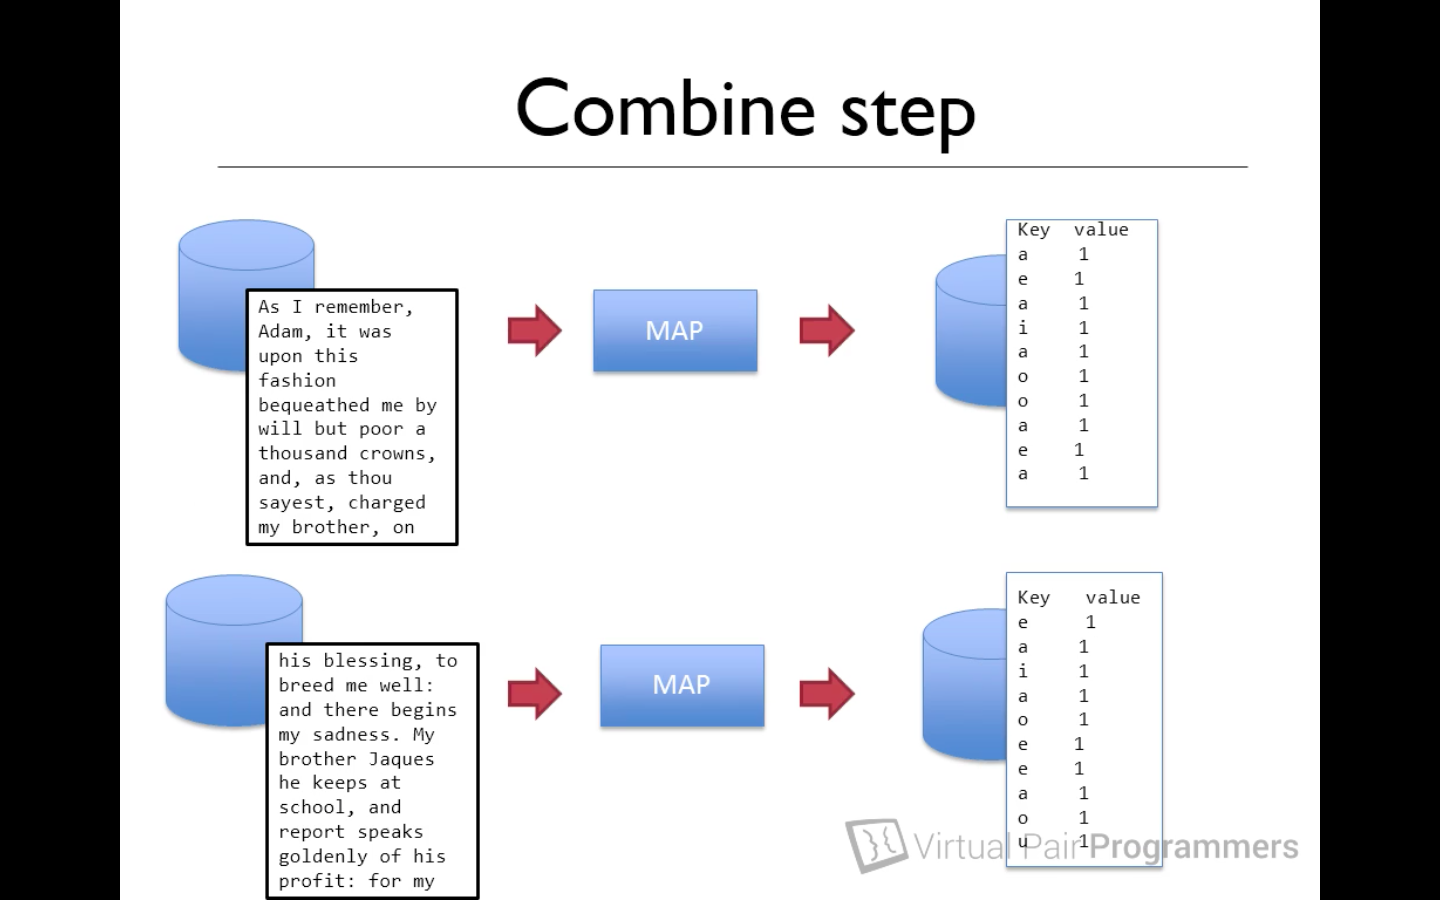 Combine step
As I remember,
Adam, it was
upon this
fashion
bequeathed me by
will but poor a
thousand crowns,
and, as thou
sayest, charged
my brother, on
MAP
Key value
a 1
e 1
a 1
i 1
a 1
o 1
o 1
a 1
e 1
a 1
his blessing, to
breed me well:
and there begins
my sadness. My
brother Jaques
he keeps at
school, and
report speaks
goldenly of his
profit: for my
MAP
Key value
e 1
a 1
i 1
a 1
o 1
e 1
e 1
a 1
o 1
u 1
Virtual Pair Programmers